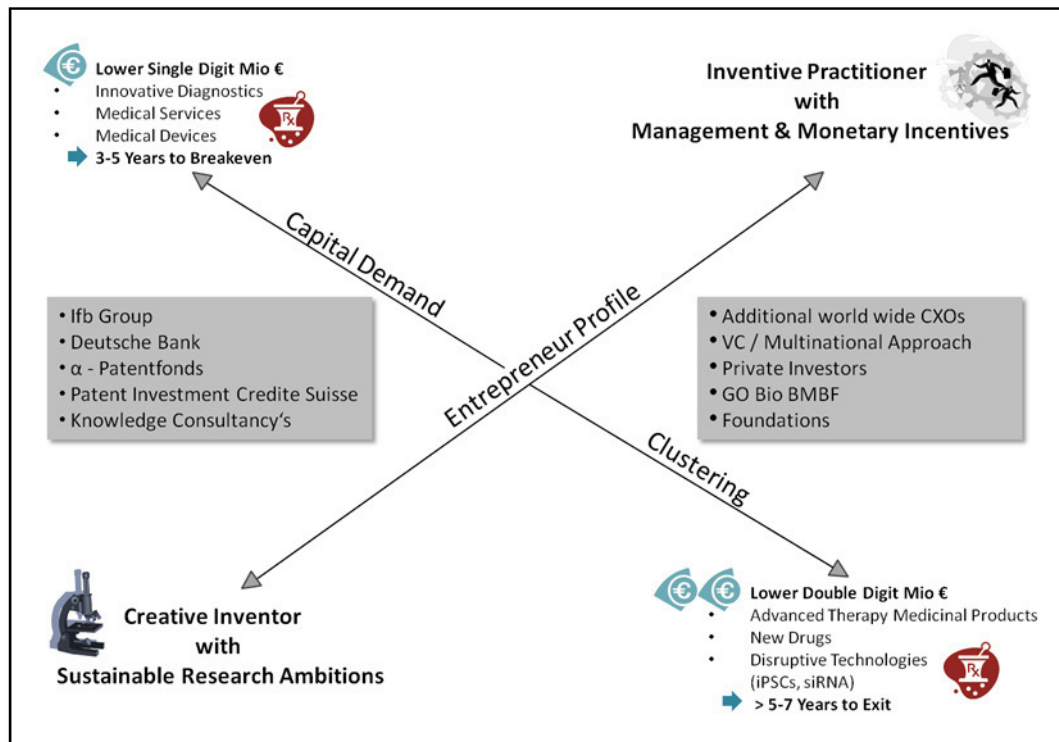 Lower Single Digit Mio €
• Innovative Diagnostics
• Medical Services
• Medical Devices
3-5 Years to Breakeven
Rx
Inventive Practitioner
with
Management & Monetary Incentives
Capital Demand
Entrepreneur Profile
Clustering
• Ifb Group
• Deutsche Bank
• α - Patentfonds
• Patent Investment Credite Suisse
• Knowledge Consultancy‘s
• Additional world wide CXOs
• VC / Multinational Approach
• Private Investors
• GO Bio BMBF
• Foundations
Creative Inventor
with
Sustainable Research Ambitions
€ €
Lower Double Digit Mio €
• Advanced Therapy Medicinal Products
• New Drugs
• Disruptive Technologies
(iPSCs, siRNA)
> 5-7 Years to Exit
Rx